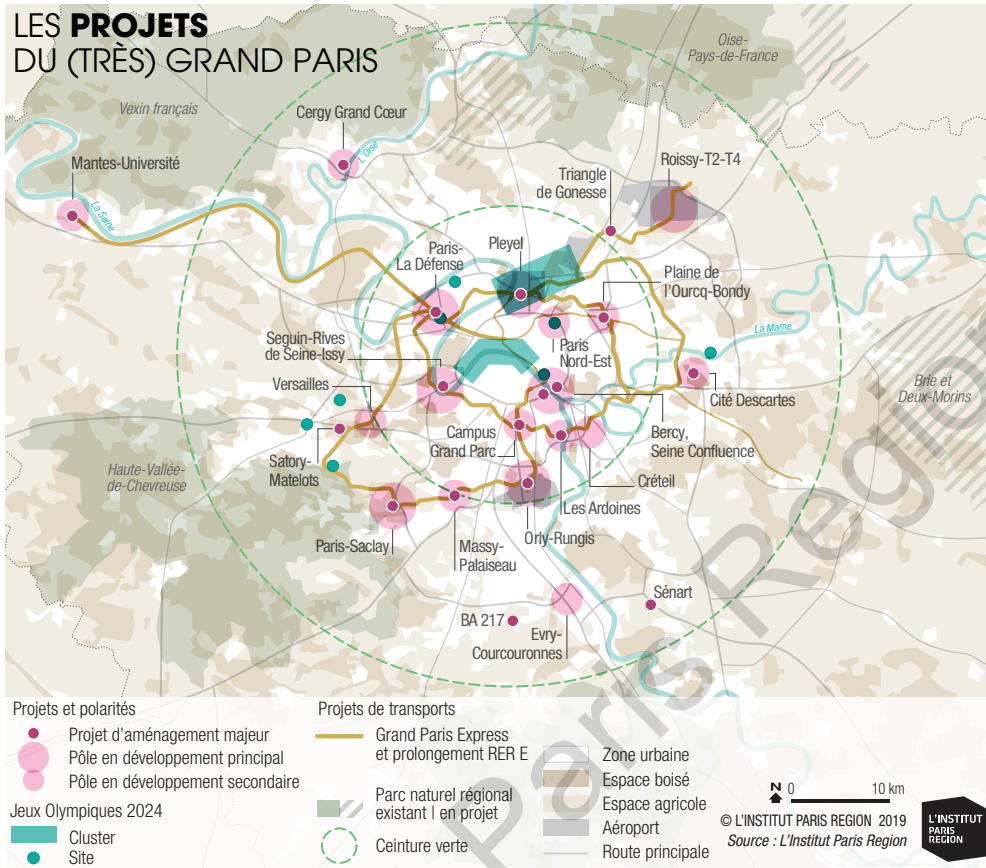 LES PROJETS
DU (TRÈS) GRAND PARIS
Oise-
Pays-de-France
Vexin français
Cergy Grand Cœur
L'Oise
Mantes-Université
La Seine
Triangle
de Gonesse
Roissy-T2-T4
Paris-
La Défense
Pleyel
Plaine de
l'Ourcq-Bondy
La Marne
Seguin-Rives
de Seine-Issy
Paris
Nord-Est
Versailles
Cité Descartes
Brie et
Deux-Morins
Campus
Grand Parc
Bercy,
Seine Confluence
Satory-
Matelots
Haute-Vallée-
de-Chevreuse
Créteil
Les Ardoines
Paris-Saclay
Massy-
Palaiseau
Orly-Rungis
Sénart
BA 217
Evry-
Courcouronnes
Projets et polarités
Projet d'aménagement majeur
Pôle en développement principal
Pôle en développement secondaire
Jeux Olympiques 2024
Cluster
Site
Projets de transports
Grand Paris Express
et prolongement RER E
Parc naturel régional
existant | en projet
Ceinture verte
Zone urbaine
Espace boisé
Espace agricole
Aéroport
Route principale
N 0 10 km
© L'INSTITUT PARIS REGION 2019
Source : L'Institut Paris Region
L'INSTITUT
PARIS
REGION
Paris Region